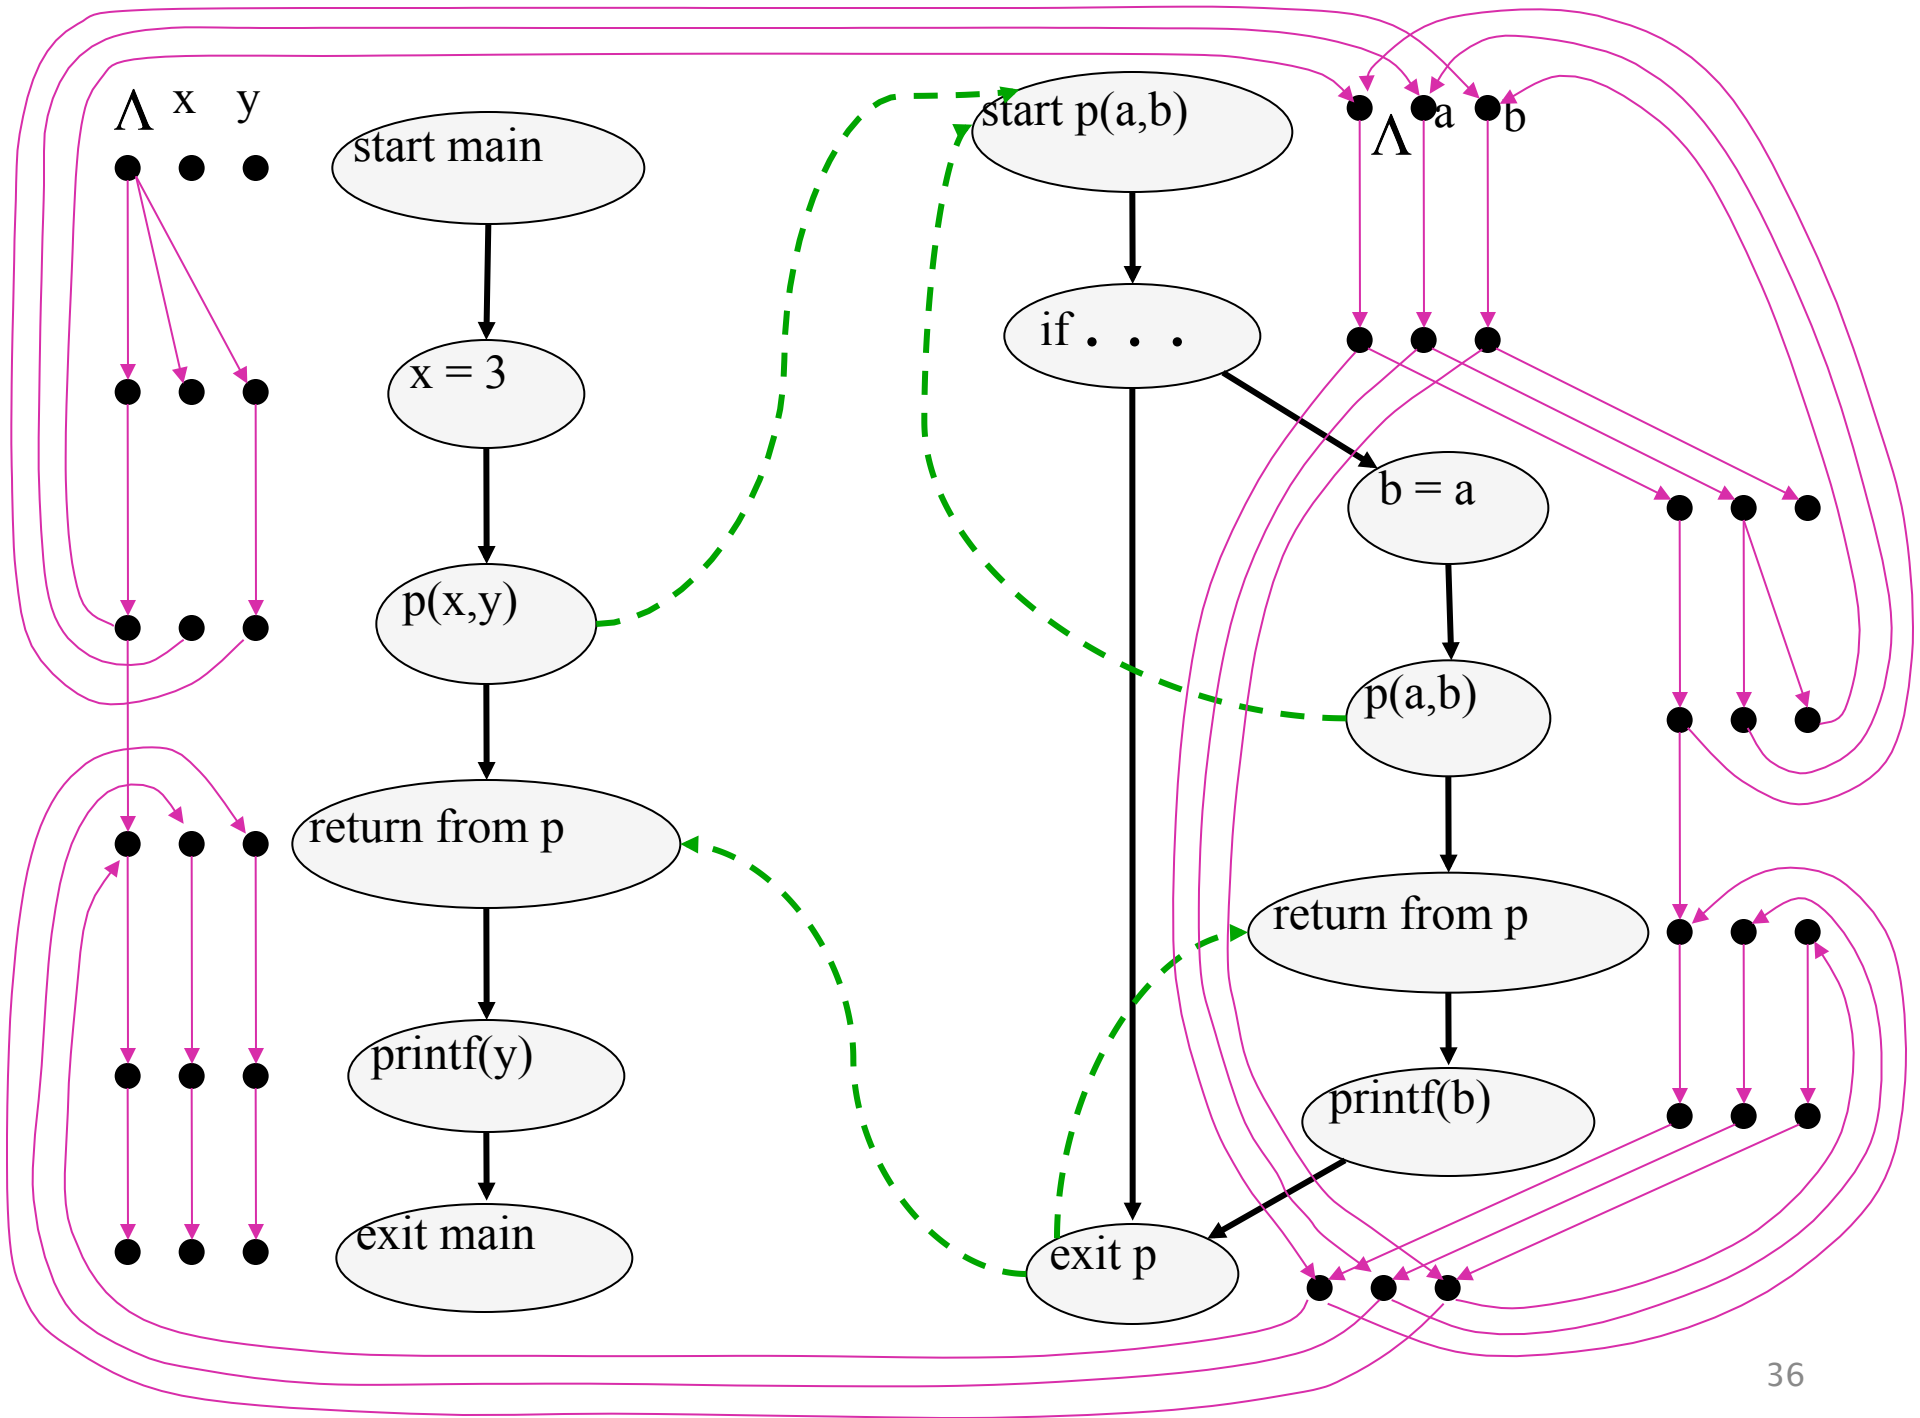 Λ x y
start main
x = 3
p(x,y)
return from p
printf(y)
exit main
start p(a,b)
Λ a b
if . . .
b = a
p(a,b)
return from p
printf(b)
exit p
36